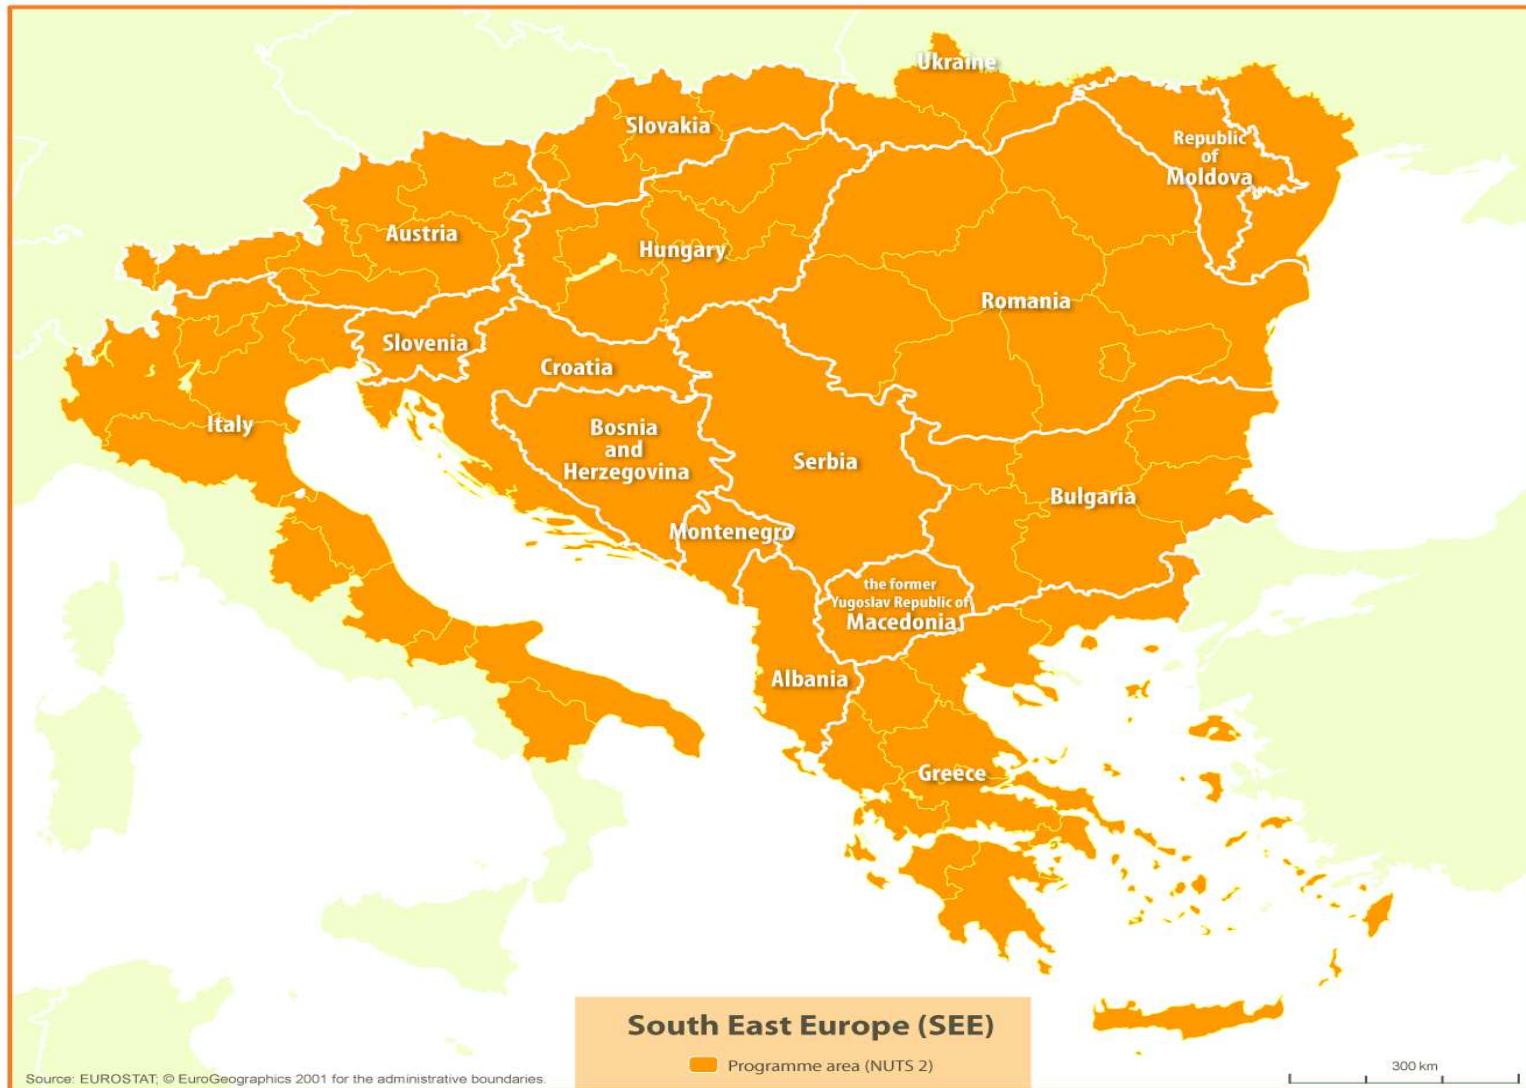 Ukraine
Slovakia
Republic
of
Moldova
Austria
Hungary
Romania
Slovenia
Croatia
Italy
Bosnia
and
Herzegovina
Serbia
Bulgaria
Montenegro
the former
Yugoslav Republic of
Macedonia
Albania
Greece
South East Europe (SEE)
Programme area (NUTS 2)
300 km
Source: EUROSTAT; © EuroGeographics 2001 for the administrative boundaries.